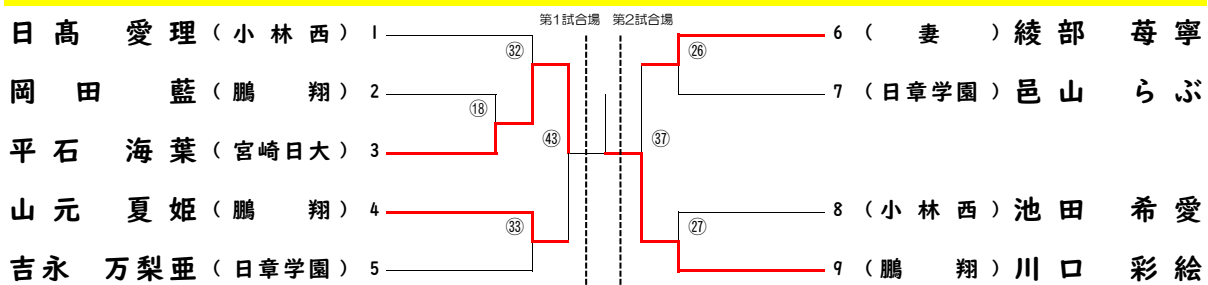 第1試合場 第2試合場
日髙 愛理 (小林西) 1
6 (妻) 綾部 苺寧
㉜
㉖
岡田 藍 (鵬翔) 2
7 (日章学園) 邑山 らぶ
⑱
㊸
㊲
平石 海葉 (宮崎日大) 3
山元 夏姫 (鵬翔) 4
8 (小林西) 池田 希愛
㉝
㉗
吉永 万梨亜 (日章学園) 5
9 (鵬翔) 川口 彩絵